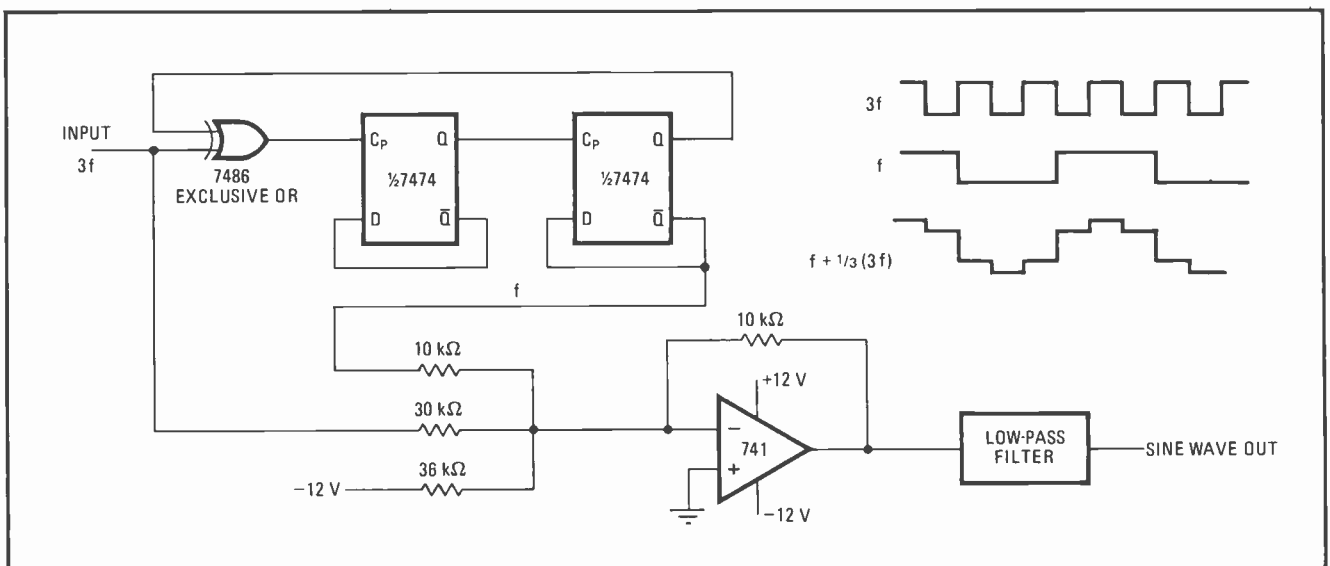 INPUT
3f
7486
EXCLUSIVE OR
CP Q
½7474
D Q̅
CP Q
½7474
D Q̅
3f
f
f + 1/3 (3f)
f
10 kΩ
30 kΩ
36 kΩ
−12 V
10 kΩ
+12 V
−
741
+
−12 V
LOW-PASS
FILTER
SINE WAVE OUT